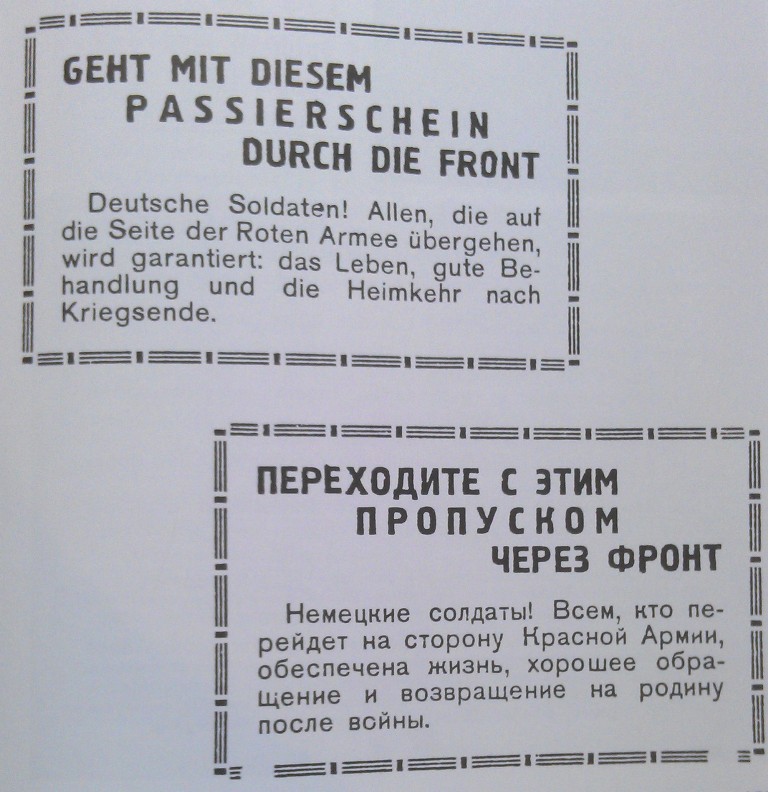 GEHT MIT DIESEM
PASSIERSCHEIN
DURCH DIE FRONT
Deutsche Soldaten! Allen, die auf
die Seite der Roten Armee übergehen,
wird garantiert: das Leben, gute Be-
handlung und die Heimkehr nach
Kriegsende.
ПЕРЕХОДИТЕ С ЭТИМ
ПРОПУСКОМ
ЧЕРЕЗ ФРОНТ
Немецкие солдаты! Всем, кто пе-
рейдет на сторону Красной Армии,
обеспечена жизнь, хорошее обра-
щение и возвращение на родину
после войны.